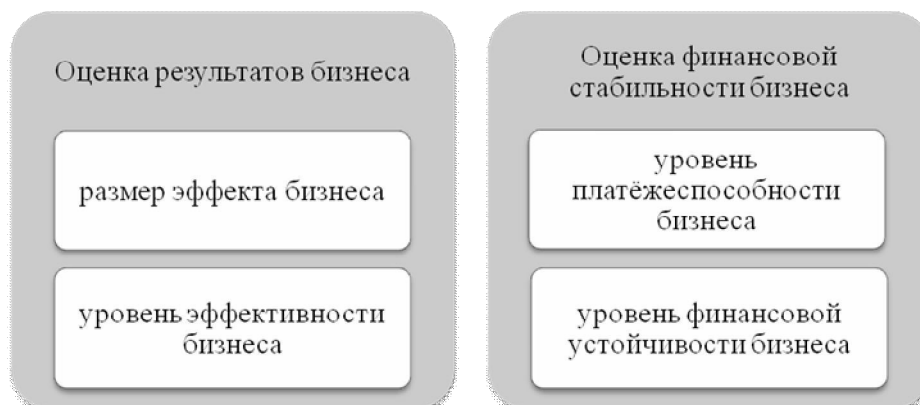 Оценка результатов бизнеса
размер эффекта бизнеса
уровень эффективности
бизнеса
Оценка финансовой
стабильности бизнеса
уровень
платёжеспособности
бизнеса
уровень финансовой
устойчивости бизнеса